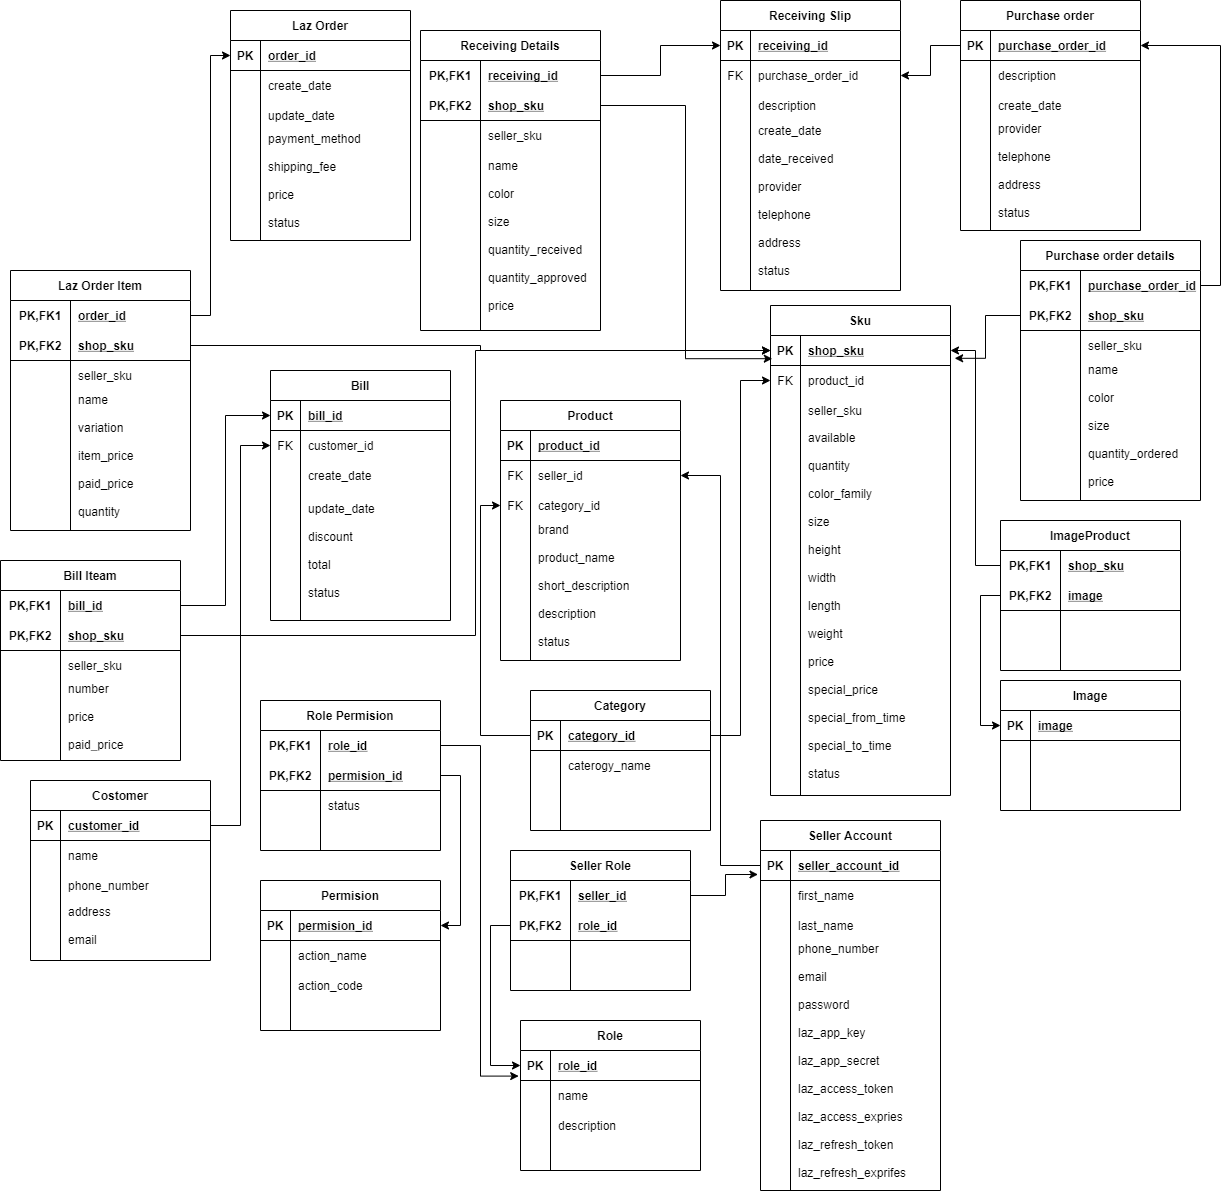 Laz Order
PK order_id
create_date
update_date
payment_method
shipping_fee
price
status
Receiving Details
PK,FK1 receiving_id
PK,FK2 shop_sku
seller_sku
name
color
size
quantity_received
quantity_approved
price
Receiving Slip
PK receiving_id
FK purchase_order_id
description
create_date
date_received
provider
telephone
address
status
Purchase order
PK purchase_order_id
description
create_date
provider
telephone
address
status
Purchase order details
PK,FK1 purchase_order_id
PK,FK2 shop_sku
seller_sku
name
color
size
quantity_ordered
price
Laz Order Item
PK,FK1 order_id
PK,FK2 shop_sku
seller_sku
name
variation
item_price
paid_price
quantity
Bill
PK bill_id
FK customer_id
create_date
update_date
discount
total
status
Product
PK product_id
FK seller_id
FK category_id
brand
product_name
short_description
description
status
Sku
PK shop_sku
FK product_id
seller_sku
available
quantity
color_family
size
height
width
length
weight
price
special_price
special_from_time
special_to_time
status
ImageProduct
PK,FK1 shop_sku
PK,FK2 image
Image
PK image
Bill Iteam
PK,FK1 bill_id
PK,FK2 shop_sku
seller_sku
number
price
paid_price
Costomer
PK customer_id
name
phone_number
address
email
Role Permision
PK,FK1 role_id
PK,FK2 permision_id
status
Permision
PK permision_id
action_name
action_code
Category
PK category_id
caterogy_name
Seller Role
PK,FK1 seller_id
PK,FK2 role_id
Role
PK role_id
name
description
Seller Account
PK seller_account_id
first_name
last_name
phone_number
email
password
laz_app_key
laz_app_secret
laz_access_token
laz_access_expries
laz_refresh_token
laz_refresh_exprifes